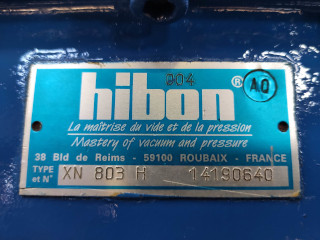 204
hibon ® AQ
La maîtrise du vide et de la pression
Mastery of vacuum and pressure
38 Bld de Reims - 59100 ROUBAIX - FRANCE
TYPE
et N° XN 803 H 14190640